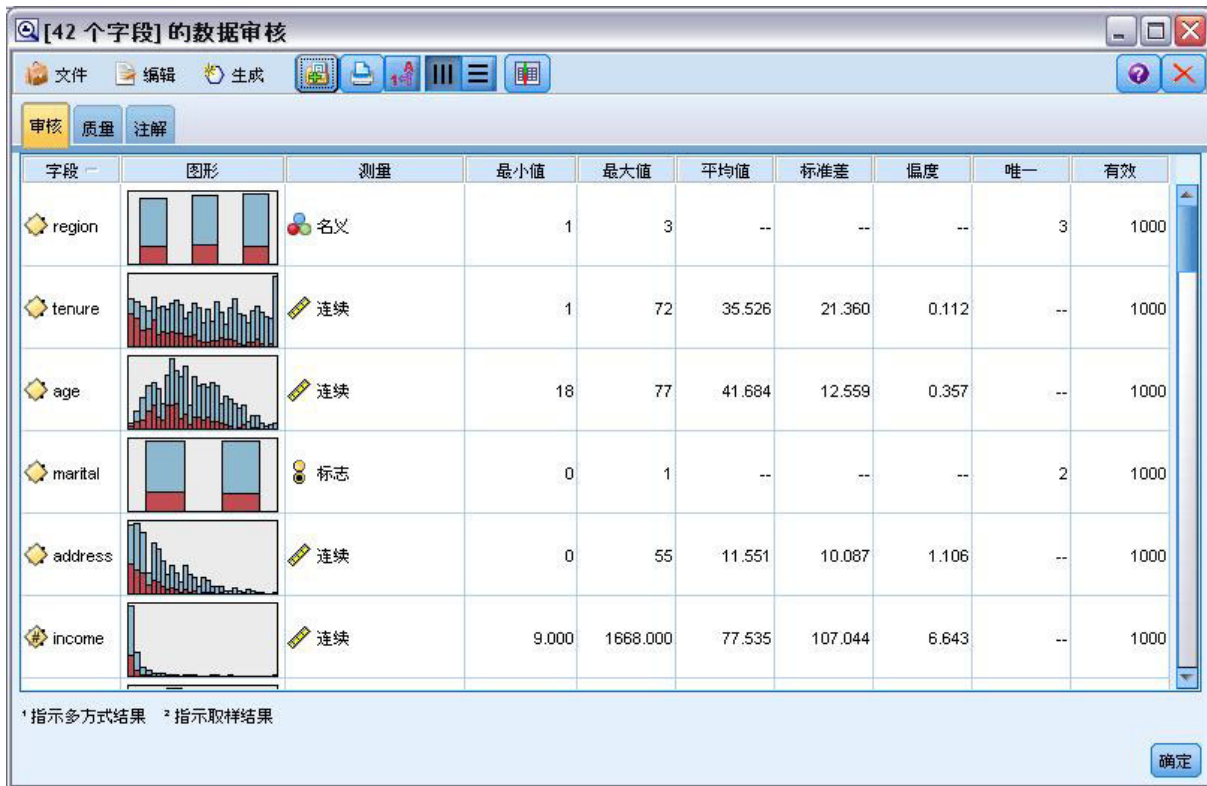 [42 个字段] 的数据审核
文件 编辑 生成
审核 质量 注解
字段 图形 测量 最小值 最大值 平均值 标准差 偏度 唯一 有效
region 名义 1 3 -- -- -- 3 1000
tenure 连续 1 72 35.526 21.360 0.112 -- 1000
age 连续 18 77 41.684 12.559 0.357 -- 1000
marital 标志 0 1 -- -- -- 2 1000
address 连续 0 55 11.551 10.087 1.106 -- 1000
income 连续 9.000 1668.000 77.535 107.044 6.643 -- 1000
¹ 指示多方式结果 ² 指示取样结果
确定